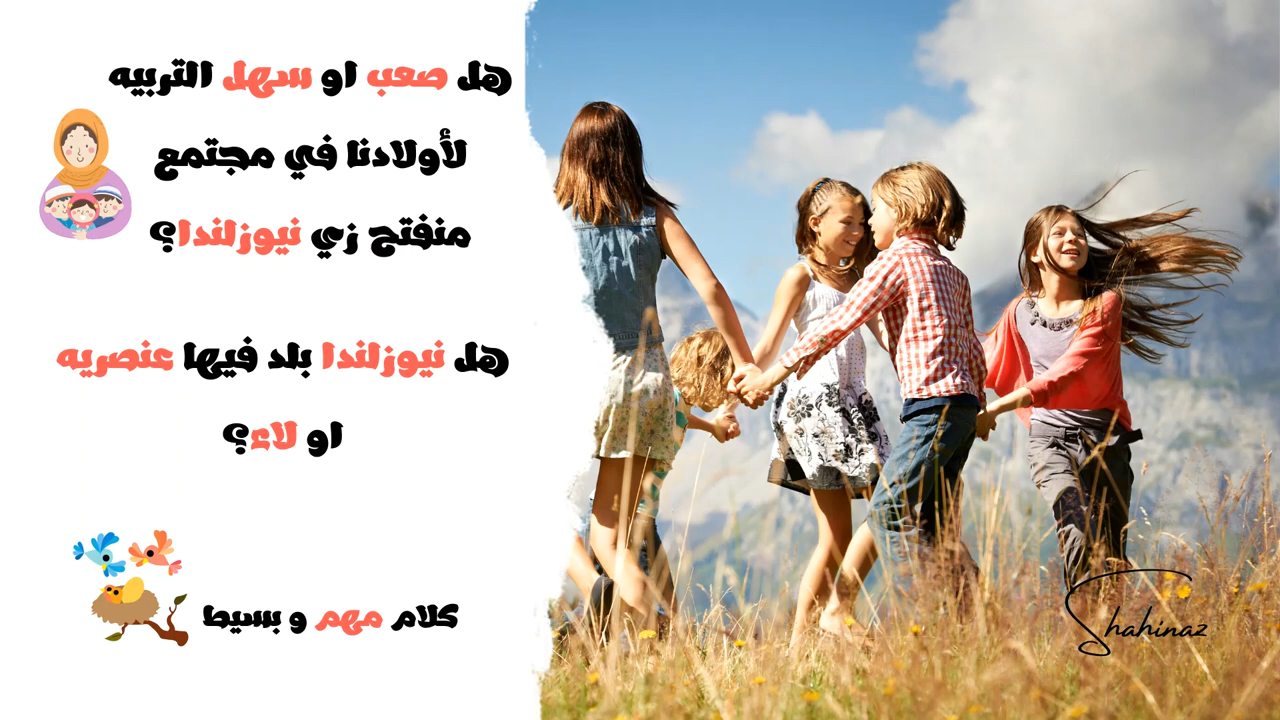 هل صعب او سهل التربيه
لأولادنا في مجتمع
منفتح زي نيوزلندا؟
هل نيوزلندا بلد فيها عنصريه
او لاء؟
كلام مهم و بسيط
Shahinaz